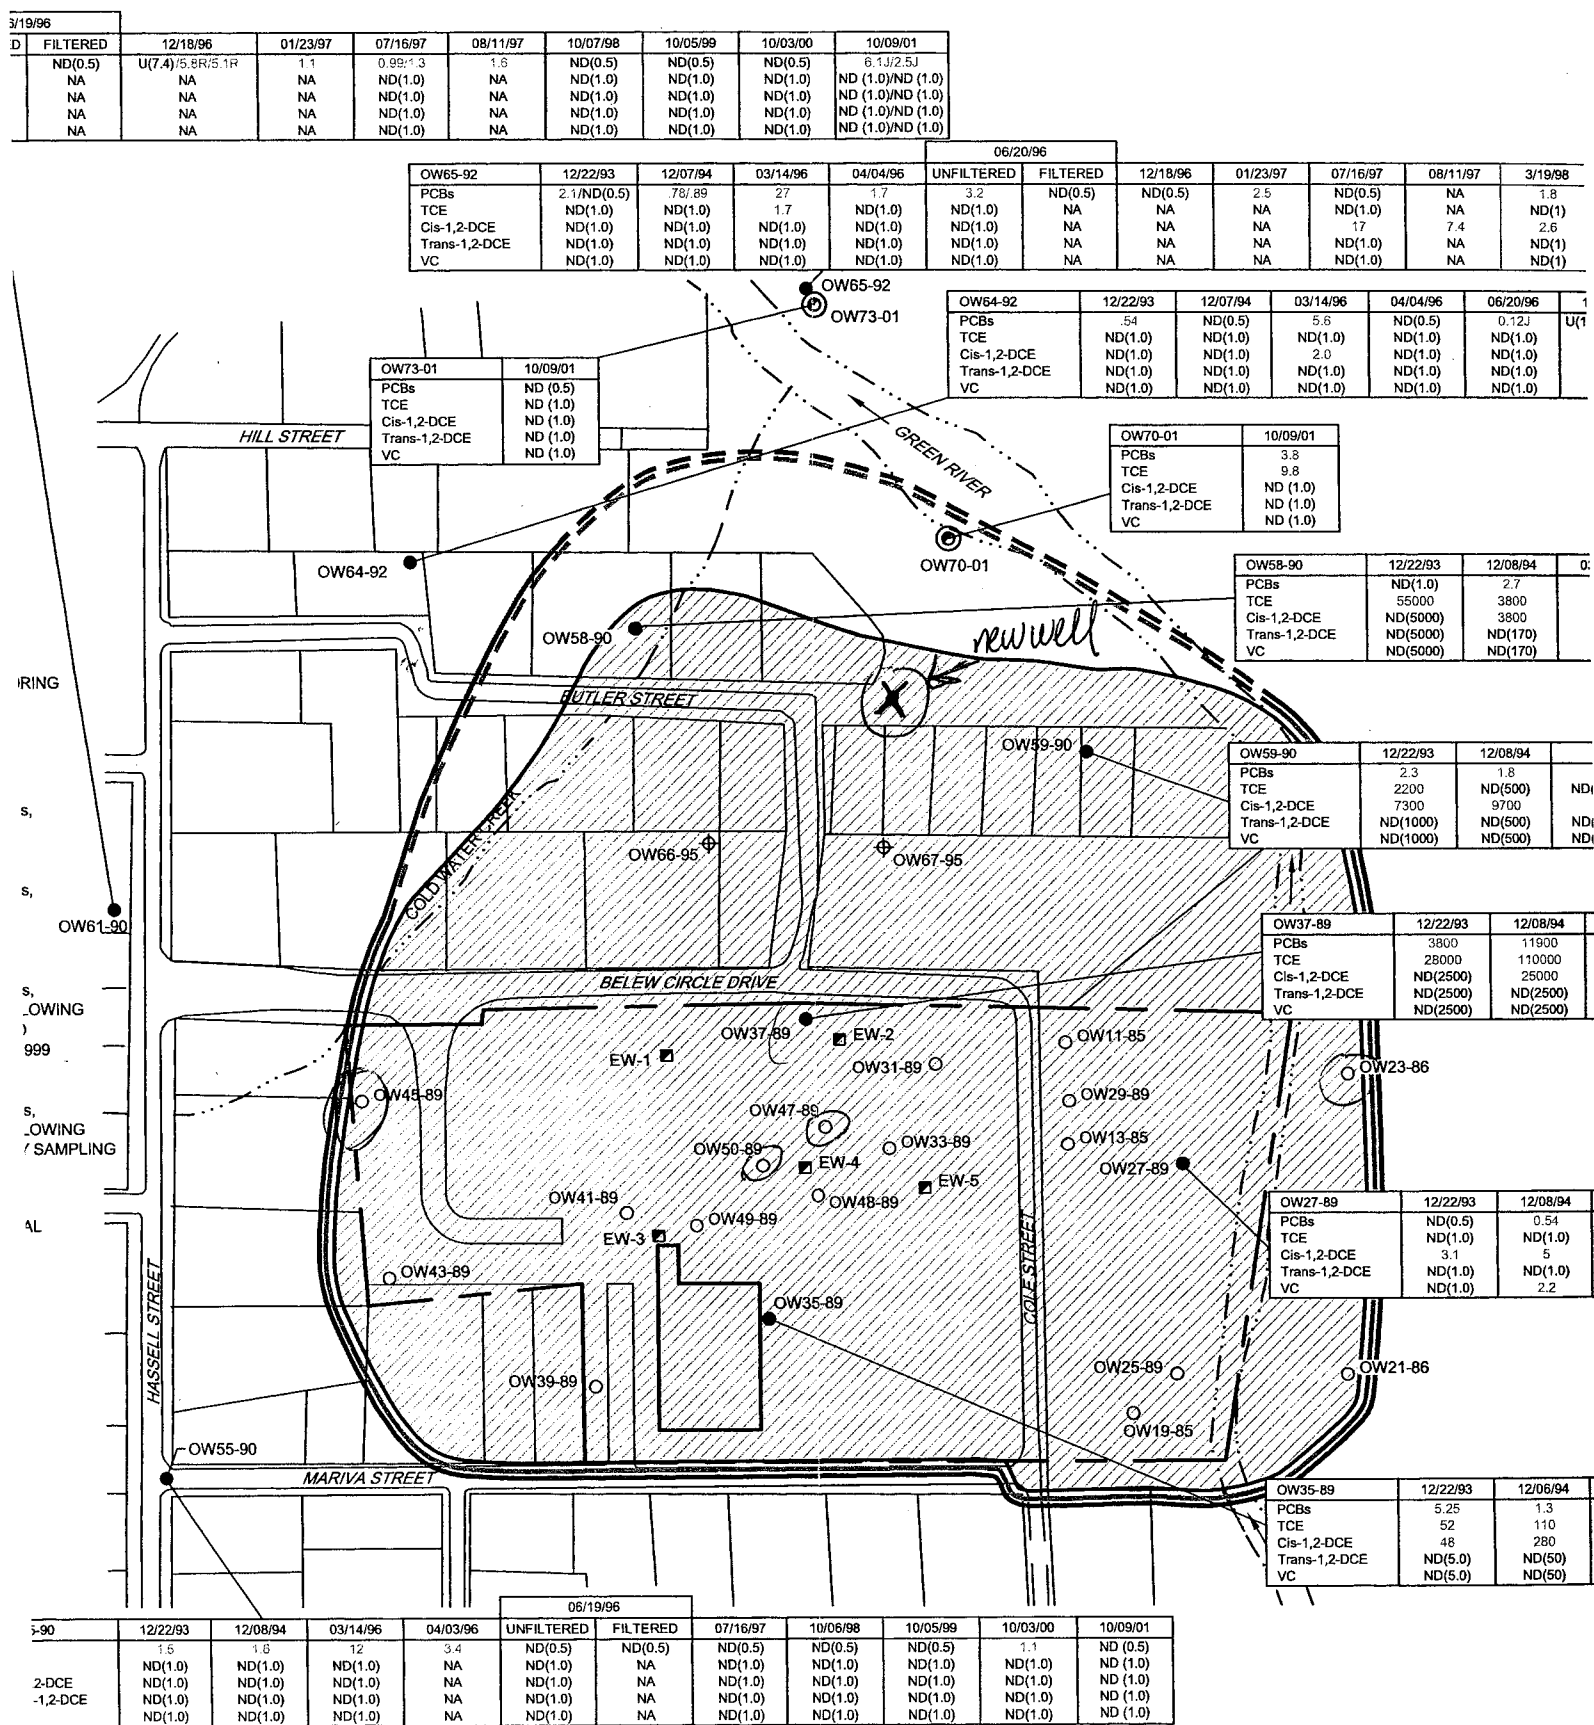 6/19/96
D FILTERED 12/18/96 01/23/97 07/16/97 08/11/97 10/07/98 10/05/99 10/03/00 10/09/01
ND(0.5) U(7.4)/5.8R/5.1R 1.1 0.99/1.3 1.6 ND(0.5) ND(0.5) ND(0.5) 6.1J/2.5J
NA NA NA ND(1.0) NA ND(1.0) ND(1.0) ND(1.0) ND (1.0)/ND (1.0)
NA NA NA ND(1.0) NA ND(1.0) ND(1.0) ND(1.0) ND (1.0)/ND (1.0)
NA NA NA ND(1.0) NA ND(1.0) ND(1.0) ND(1.0) ND (1.0)/ND (1.0)
NA NA NA ND(1.0) NA ND(1.0) ND(1.0) ND(1.0) ND (1.0)/ND (1.0)
06/20/96
OW65-92 12/22/93 12/07/94 03/14/96 04/04/96 UNFILTERED FILTERED 12/18/96 01/23/97 07/16/97 08/11/97 3/19/98
PCBs 2.1/ND(0.5) .78/.89 27 1.7 3.2 ND(0.5) ND(0.5) 2.5 ND(0.5) NA 1.8
TCE ND(1.0) ND(1.0) 1.7 ND(1.0) ND(1.0) NA NA NA ND(1.0) NA ND(1)
Cis-1,2-DCE ND(1.0) ND(1.0) ND(1.0) ND(1.0) ND(1.0) NA NA NA 17 7.4 2.6
Trans-1,2-DCE ND(1.0) ND(1.0) ND(1.0) ND(1.0) ND(1.0) NA NA NA ND(1.0) NA ND(1)
VC ND(1.0) ND(1.0) ND(1.0) ND(1.0) ND(1.0) NA NA NA ND(1.0) NA ND(1)
OW65-92
OW73-01
OW64-92 12/22/93 12/07/94 03/14/96 04/04/96 06/20/96 1
PCBs .54 ND(0.5) 5.6 ND(0.5) 0.12J U(1
TCE ND(1.0) ND(1.0) ND(1.0) ND(1.0) ND(1.0)
Cis-1,2-DCE ND(1.0) ND(1.0) 2.0 ND(1.0) ND(1.0)
Trans-1,2-DCE ND(1.0) ND(1.0) ND(1.0) ND(1.0) ND(1.0)
VC ND(1.0) ND(1.0) ND(1.0) ND(1.0) ND(1.0)
OW73-01 10/09/01
PCBs ND (0.5)
TCE ND (1.0)
Cis-1,2-DCE ND (1.0)
Trans-1,2-DCE ND (1.0)
VC ND (1.0)
HILL STREET
GREEN RIVER
OW70-01 10/09/01
PCBs 3.8
TCE 9.8
Cis-1,2-DCE ND (1.0)
Trans-1,2-DCE ND (1.0)
VC ND (1.0)
OW64-92
OW70-01
OW58-90 12/22/93 12/08/94 0
PCBs ND(1.0) 2.7
TCE 55000 3800
Cis-1,2-DCE ND(5000) 3800
Trans-1,2-DCE ND(5000) ND(170)
VC ND(5000) ND(170)
OW58-90
new well
X
RING
BUTLER STREET
OW59-90
OW59-90 12/22/93 12/08/94
PCBs 2.3 1.8
TCE 2200 ND(500) ND(
Cis-1,2-DCE 7300 9700
Trans-1,2-DCE ND(1000) ND(500) ND(
VC ND(1000) ND(500) ND(
s,
COLD WATER CREEK
OW66-95
OW67-95
s,
OW61-90
OW37-89 12/22/93 12/08/94
PCBs 3800 11900
TCE 28000 110000
Cis-1,2-DCE ND(2500) 25000
Trans-1,2-DCE ND(2500) ND(2500)
VC ND(2500) ND(2500)
s,
OWING
)
999
BELEW CIRCLE DRIVE
OW37-89
EW-2
OW11-85
EW-1
OW31-89
OW23-86
s,
OWING
/ SAMPLING
OW45-89
OW29-89
OW47-89
OW33-89
OW13-85
OW50-89
EW-4
OW27-89
EW-5
OW41-89
OW48-89
OW49-89
EW-3
AL
OW27-89 12/22/93 12/08/94
PCBs ND(0.5) 0.54
TCE ND(1.0) ND(1.0)
Cis-1,2-DCE 3.1 5
Trans-1,2-DCE ND(1.0) ND(1.0)
VC ND(1.0) 2.2
OW43-89
HASSELL STREET
COLE STREET
OW35-89
OW39-89
OW25-89
OW21-86
OW19-85
OW55-90
MARIVA STREET
OW35-89 12/22/93 12/06/94
PCBs 5.25 1.3
TCE 52 110
Cis-1,2-DCE 48 280
Trans-1,2-DCE ND(5.0) ND(50)
VC ND(5.0) ND(50)
06/19/96
5-90 12/22/93 12/08/94 03/14/96 04/03/96 UNFILTERED FILTERED 07/16/97 10/06/98 10/05/99 10/03/00 10/09/01
1.5 1.6 12 3.4 ND(0.5) ND(0.5) ND(0.5) ND(0.5) ND(0.5) 1.1 ND (0.5)
ND(1.0) ND(1.0) ND(1.0) NA ND(1.0) NA ND(1.0) ND(1.0) ND(1.0) ND(1.0) ND (1.0)
2-DCE ND(1.0) ND(1.0) ND(1.0) NA ND(1.0) NA ND(1.0) ND(1.0) ND(1.0) ND(1.0) ND (1.0)
-1,2-DCE ND(1.0) ND(1.0) ND(1.0) NA ND(1.0) NA ND(1.0) ND(1.0) ND(1.0) ND(1.0) ND (1.0)
ND(1.0) ND(1.0) ND(1.0) NA ND(1.0) NA ND(1.0) ND(1.0) ND(1.0) ND(1.0) ND (1.0)